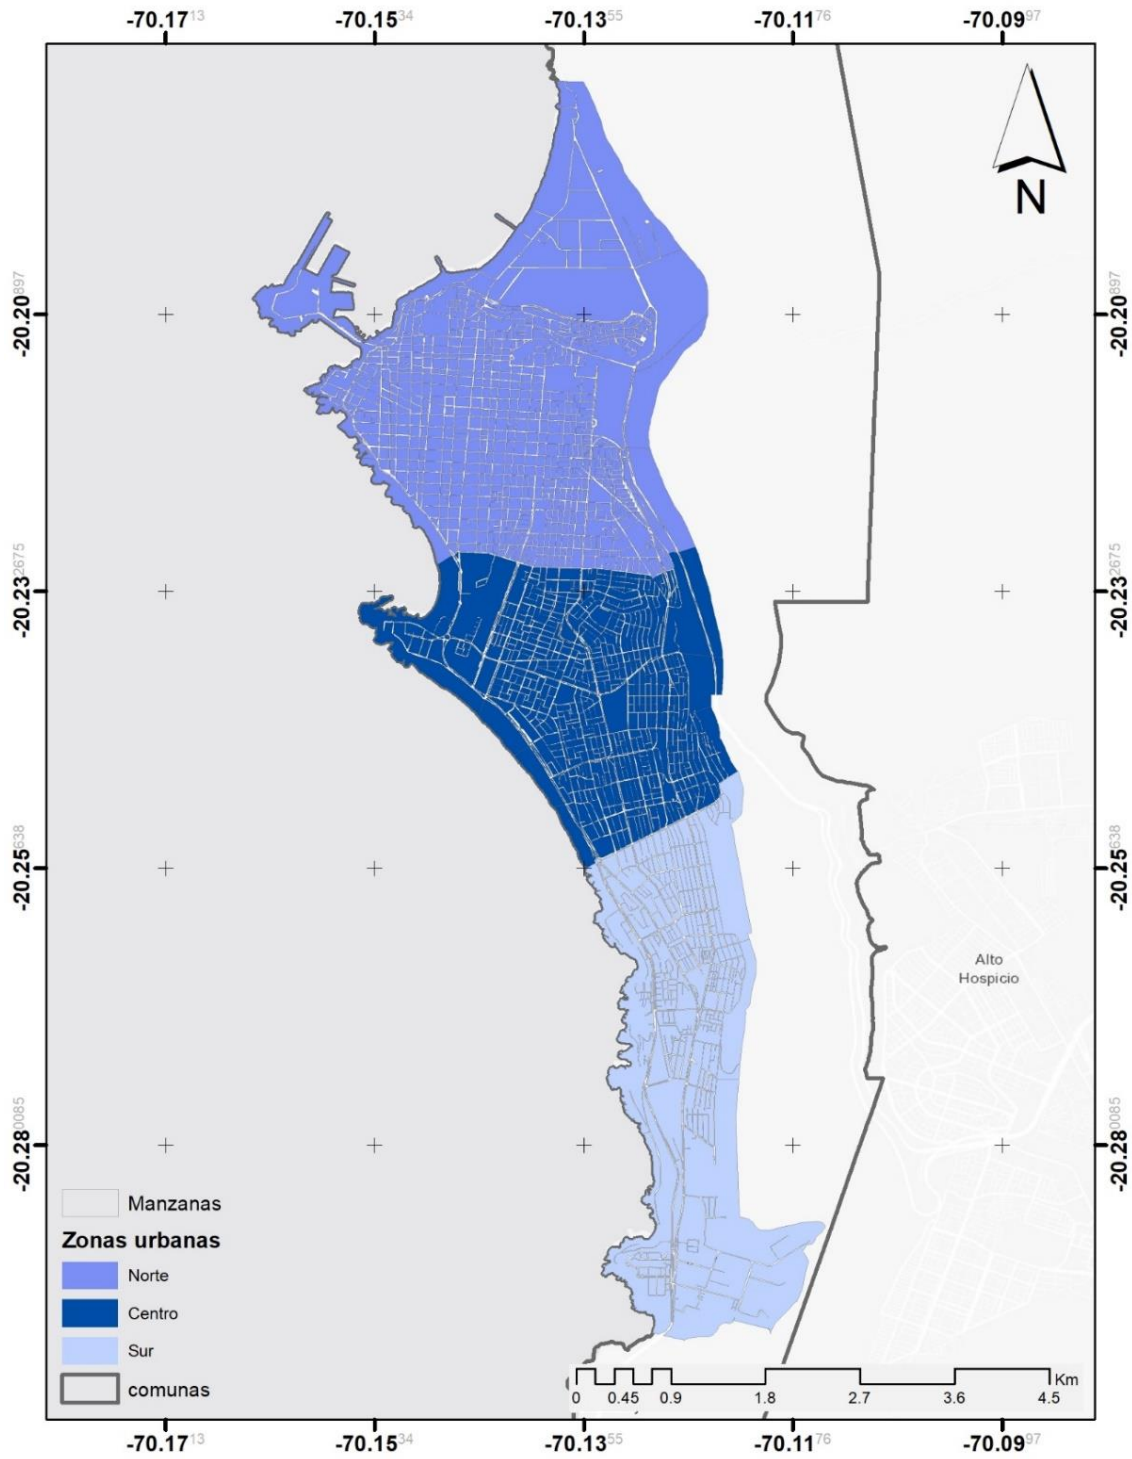 -70.1713 -70.1534 -70.1355 -70.1176 -70.0997
N
-20.20897 -20.20897
-20.232675 -20.232675
-20.25638 -20.25638
Alto
Hospicio
-20.280085 -20.280085
Manzanas
Zonas urbanas
Norte
Centro
Sur
comunas
Km
0 0.45 0.9 1.8 2.7 3.6 4.5
-70.1713 -70.1534 -70.1355 -70.1176 -70.0997